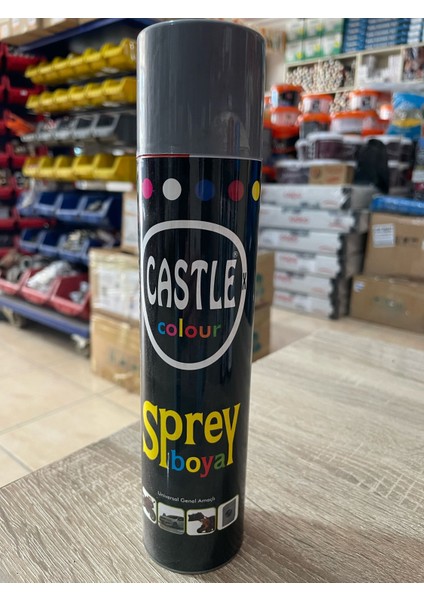 CASTLE
colour
Sprey
boya
Universal Genel Amaçlı